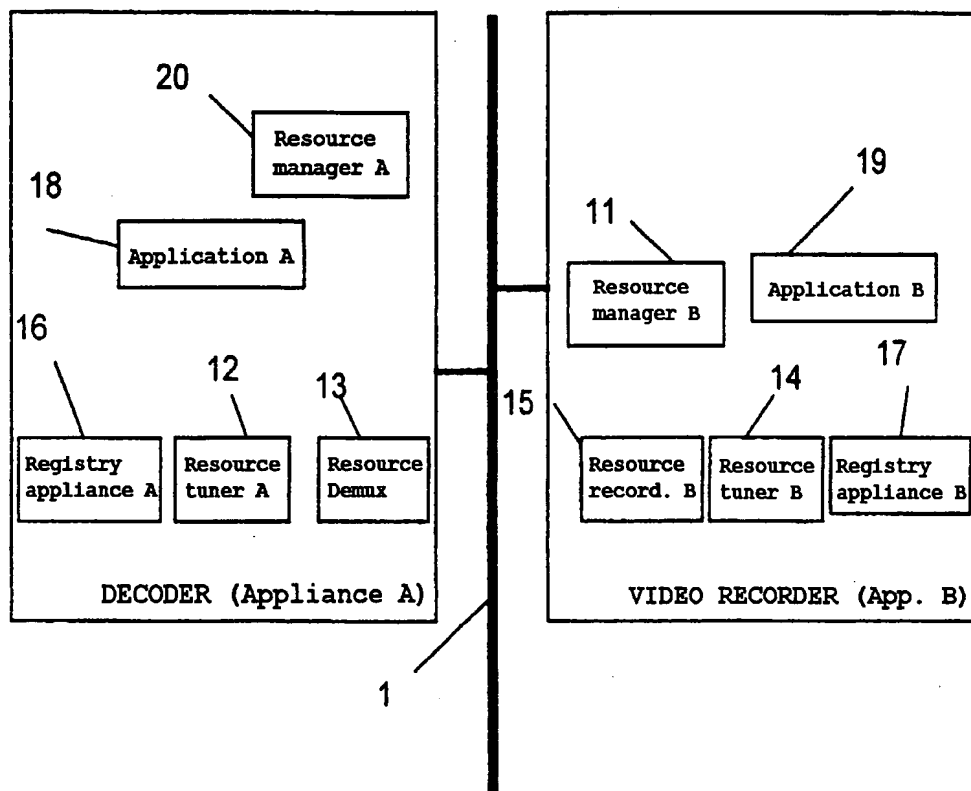 20
Resource
manager A
18
Application A
16
12
13
Registry
appliance A
Resource
tuner A
Resource
Demux
DECODER (Appliance A)
1
19
11
Resource
manager B
Application B
15
14
17
Resource
record. B
Resource
tuner B
Registry
appliance B
VIDEO RECORDER (App. B)